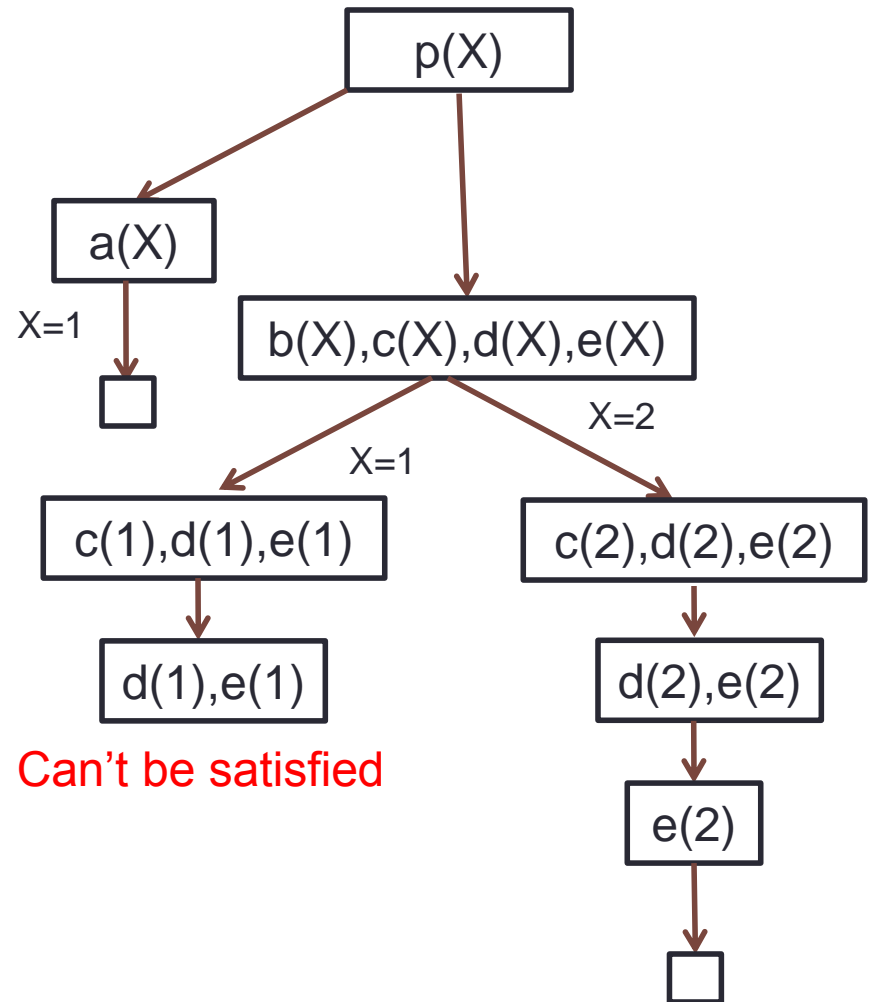 p(X)
a(X)
X=1
b(X),c(X),d(X),e(X)
X=2
X=1
c(1),d(1),e(1)
c(2),d(2),e(2)
d(1),e(1)
d(2),e(2)
Can't be satisfied
e(2)